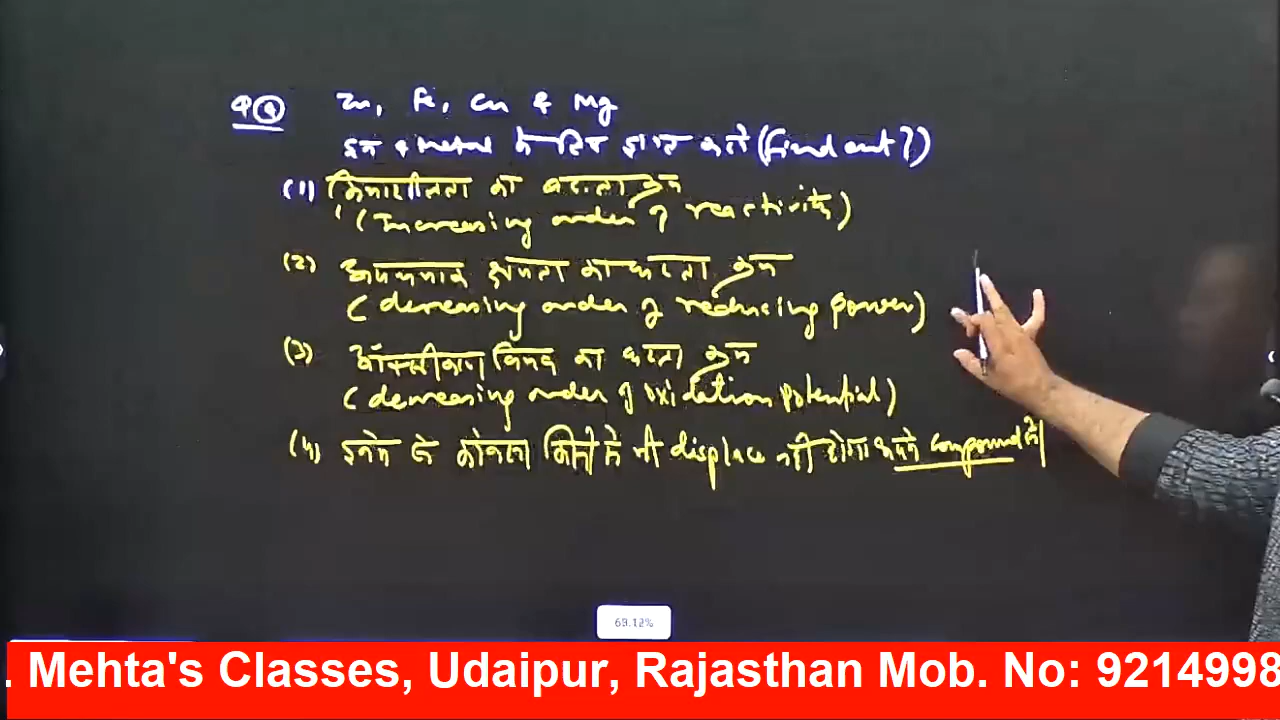 Q Q Zn, Fe, Cu & Mg
इन 4 metal के लिए ज्ञात करो (find out?)
(1) क्रियाशीलता का बढ़ता क्रम
(Increasing order of reactivity)
(2) अपचायक क्षमता का घटता क्रम
(decreasing order of reducing power)
(3) ऑक्सीकरण विभव का घटता क्रम
(decreasing order of oxidation potential)
(4) इनमें से कौनसा किसी से भी displace नहीं होगा अपने compound से।
69.12%
. Mehta's Classes, Udaipur, Rajasthan Mob. No: 9214998